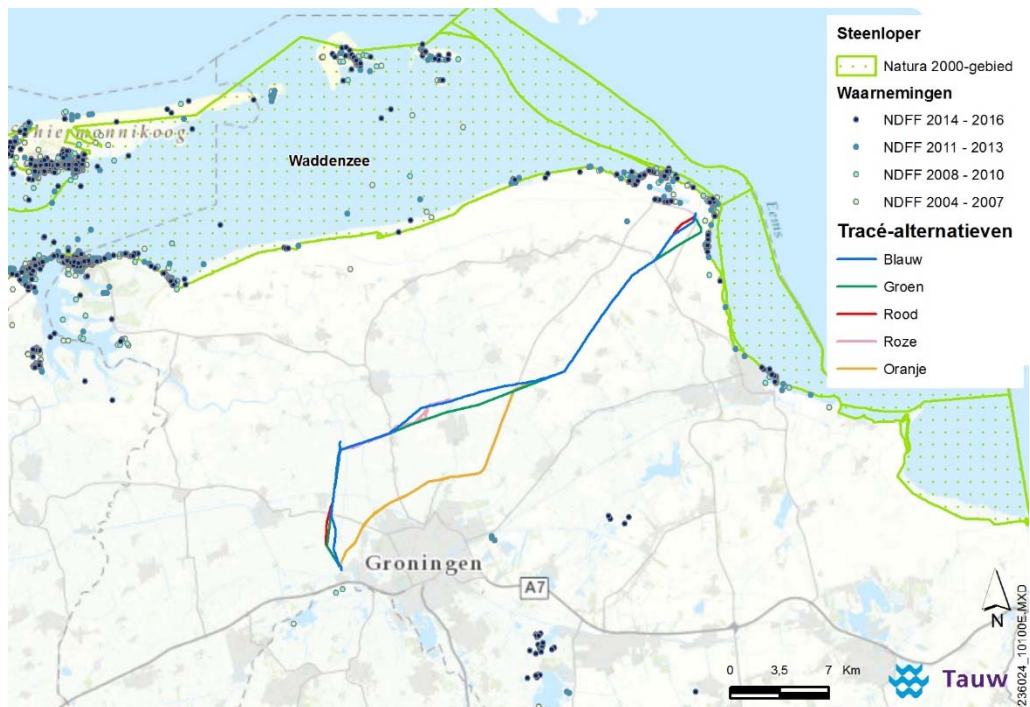 Steenloper
Natura 2000-gebied
Waarnemingen
NDFF 2014 - 2016
NDFF 2011 - 2013
NDFF 2008 - 2010
NDFF 2004 - 2007
Tracé-alternatieven
Blauw
Groen
Rood
Roze
Oranje
Waddenzee
Eems
Groningen
A7
N
0 3,5 7 Km
Tauw
236024_10100E.MXD